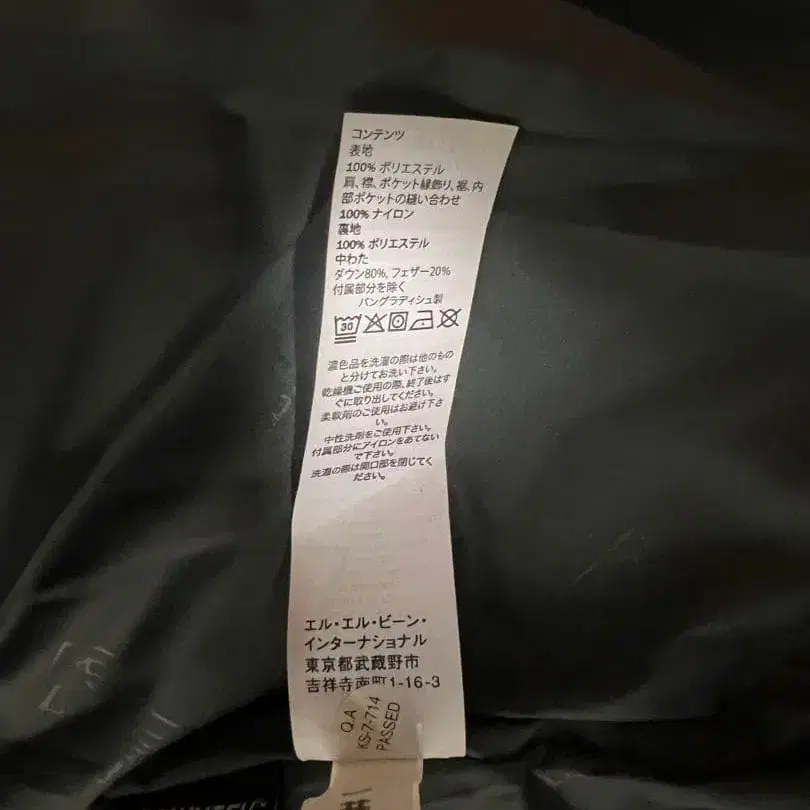 コンテンツ
表地
100% ポリエステル
肩、襟、ポケット縁飾り、裾、内
部ポケットの縫い合わせ
100% ナイロン
裏地
100% ポリエステル
中わた
ダウン80%、フェザー20%
付属部分を除く
バングラディシュ製
30
濃色品を洗濯の際は他のもの
と分けてお洗い下さい。
乾燥機ご使用の際、終了後はす
ぐに取り出してください。
柔軟剤のご使用はお避け下さ
い。
中性洗剤をご使用下さい。
付属部分にアイロンをあてない
で下さい。
洗濯の際は開口部を閉じてく
ださい。
エル・エル・ビーン・
インターナショナル
東京都武蔵野市
吉祥寺南町1-16-3
Q.A
KS-7-714
PASSED